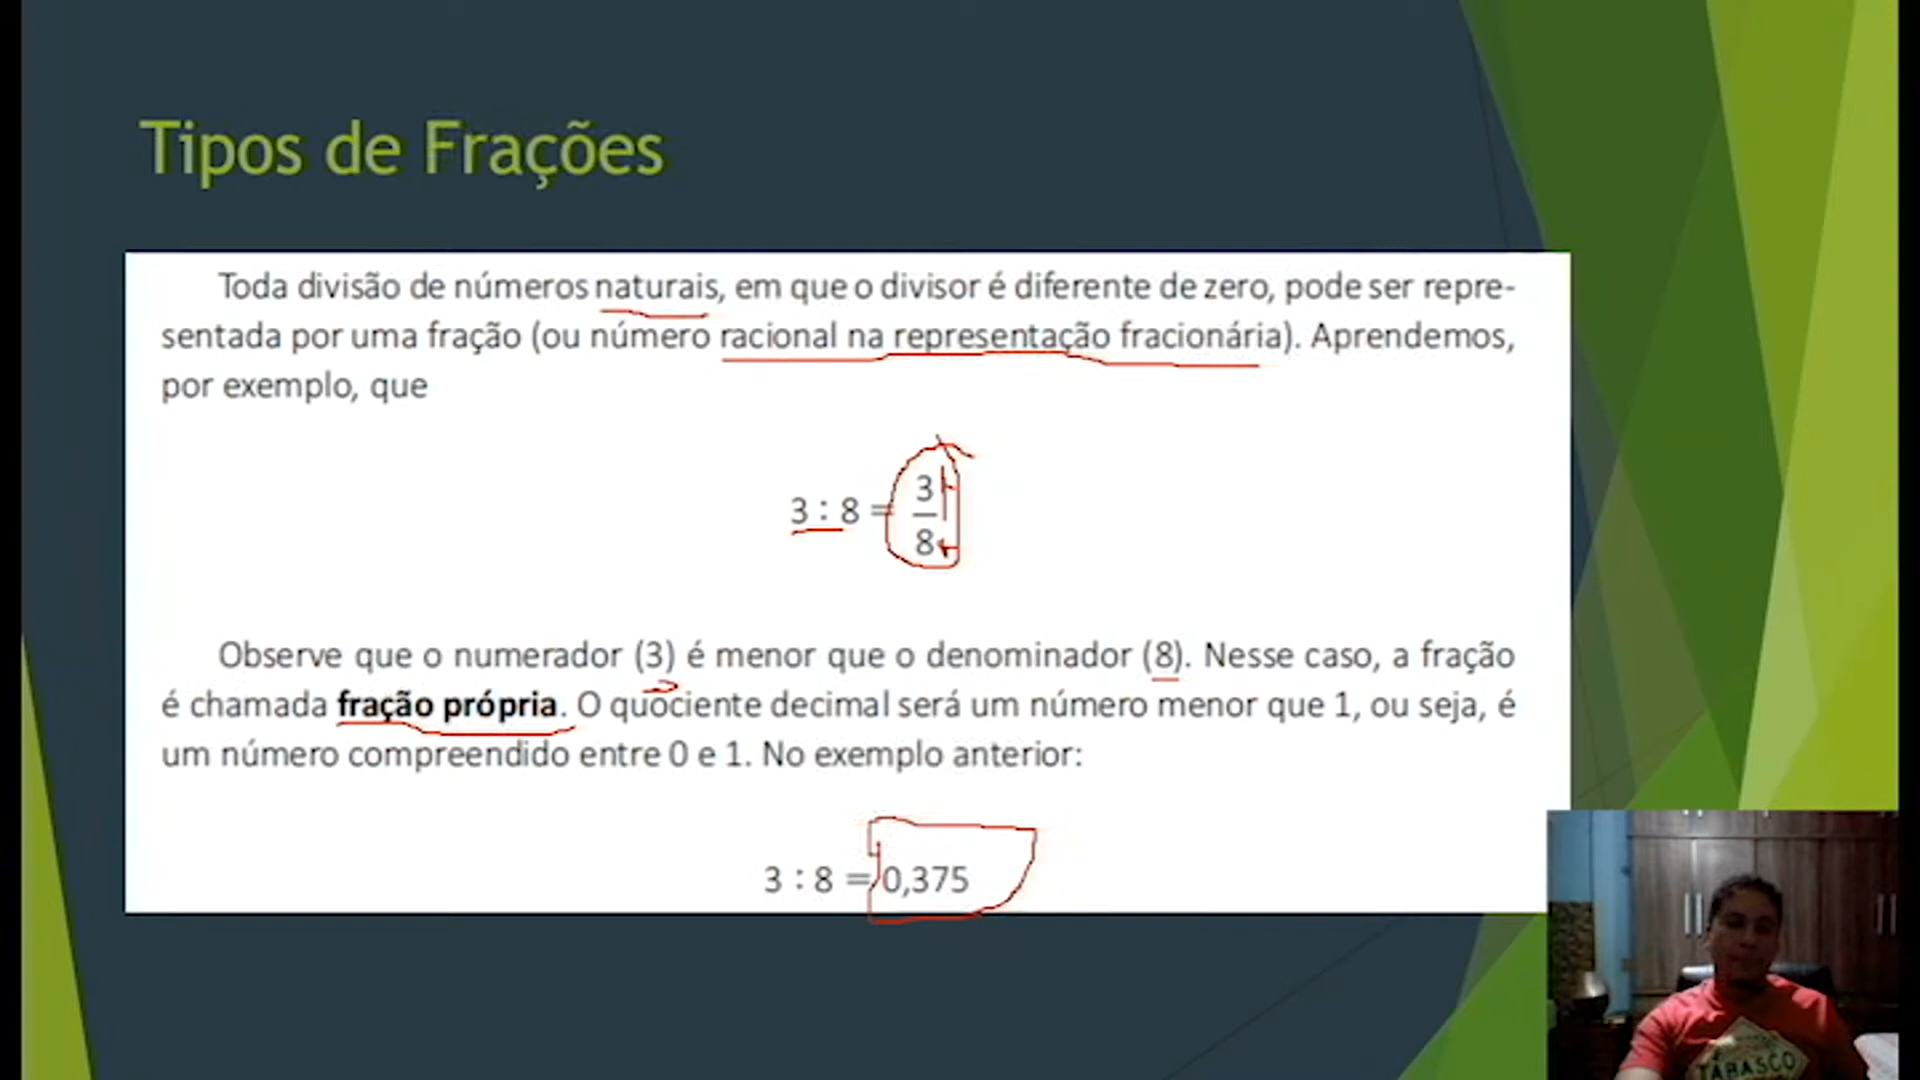 Tipos de Frações
Toda divisão de números naturais, em que o divisor é diferente de zero, pode ser repre-
sentada por uma fração (ou número racional na representação fracionária). Aprendemos,
por exemplo, que
3 : 8 = 3/8
Observe que o numerador (3) é menor que o denominador (8). Nesse caso, a fração
é chamada fração própria. O quociente decimal será um número menor que 1, ou seja, é
um número compreendido entre 0 e 1. No exemplo anterior:
3 : 8 = 0,375
TABASCO